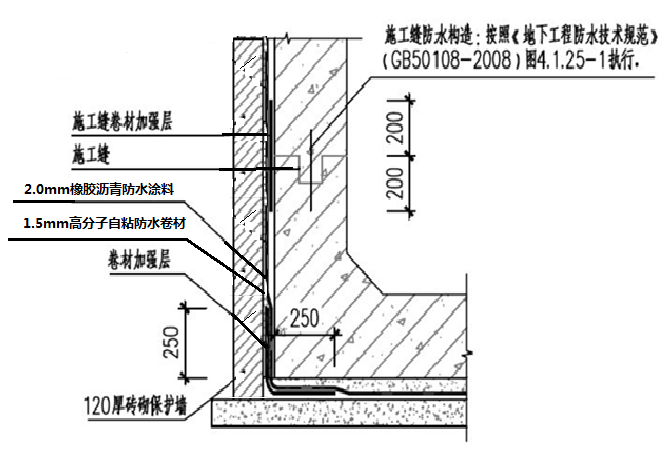 施工缝防水构造：按照《地下工程防水技术规范》
(GB50108-2008)图4.1.25-1执行.
施工缝卷材加强层
施工缝
2.0mm橡胶沥青防水涂料
1.5mm高分子自粘防水卷材
卷材加强层
200
200
250
250
120厚砖砌保护墙